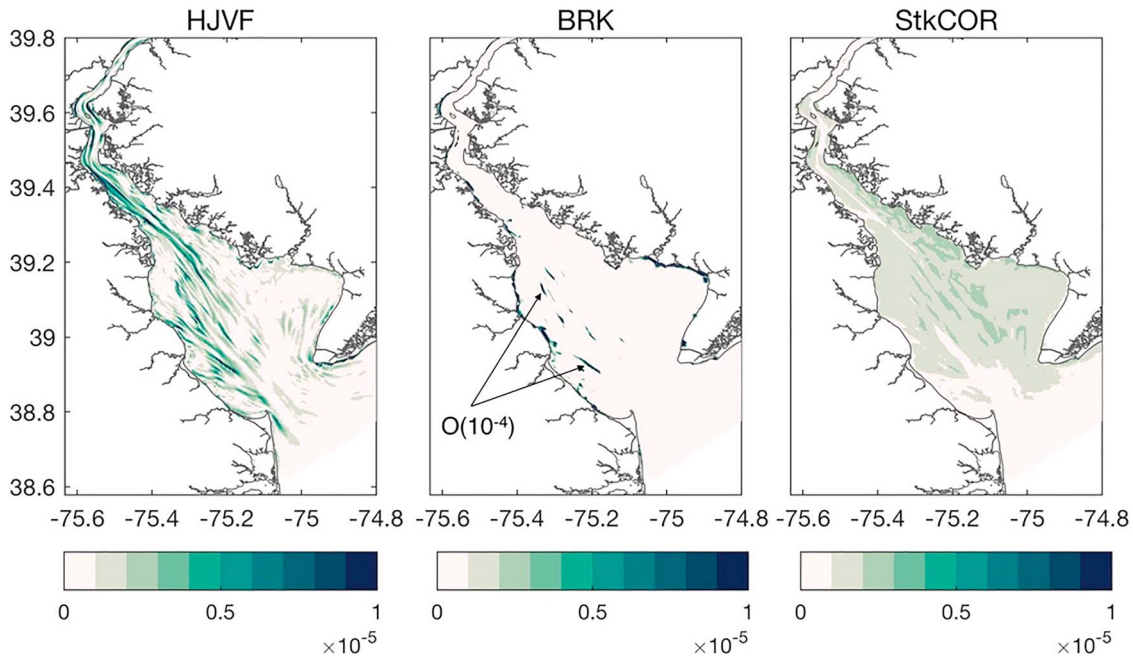 HJVF BRK StkCOR
39.8
39.6
39.4
39.2
39
38.8
38.6
O(10⁻⁴)
-75.6 -75.4 -75.2 -75 -74.8 -75.6 -75.4 -75.2 -75 -74.8 -75.6 -75.4 -75.2 -75 -74.8
0 0.5 1 0 0.5 1 0 0.5 1
×10⁻⁵ ×10⁻⁵ ×10⁻⁵